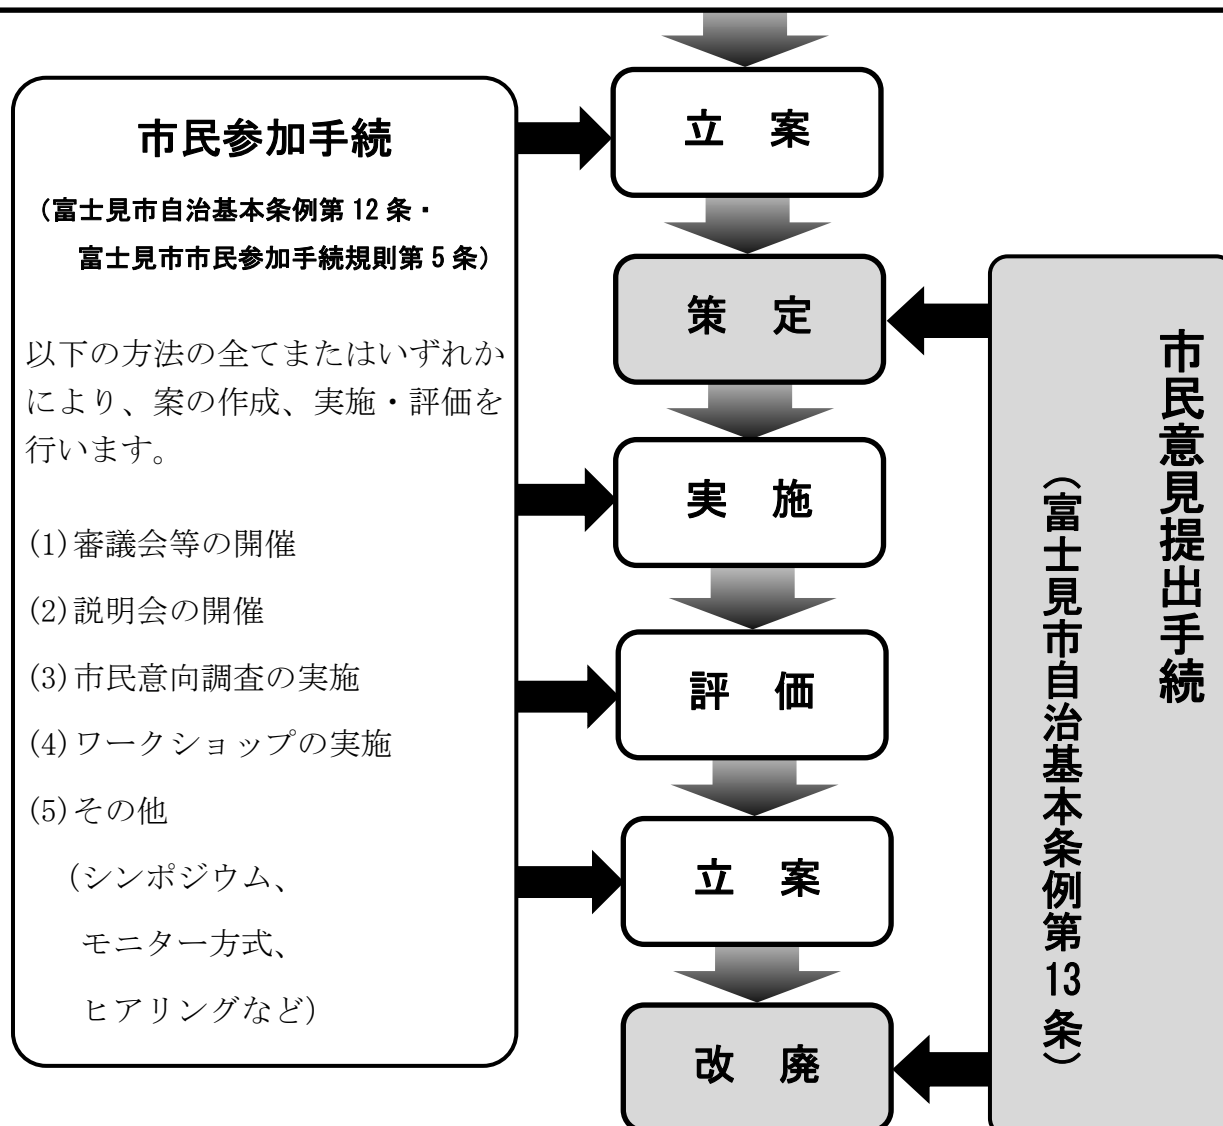 市民参加手続
（富士見市自治基本条例第12条・
富士見市市民参加手続規則第5条）
以下の方法の全てまたはいずれか
により、案の作成、実施・評価を
行います。
(1)審議会等の開催
(2)説明会の開催
(3)市民意向調査の実施
(4)ワークショップの実施
(5)その他
(シンポジウム、
モニター方式、
ヒアリングなど)
立　案
策　定
実　施
評　価
立　案
改　廃
市民意見提出手続
（富士見市自治基本条例第13条）